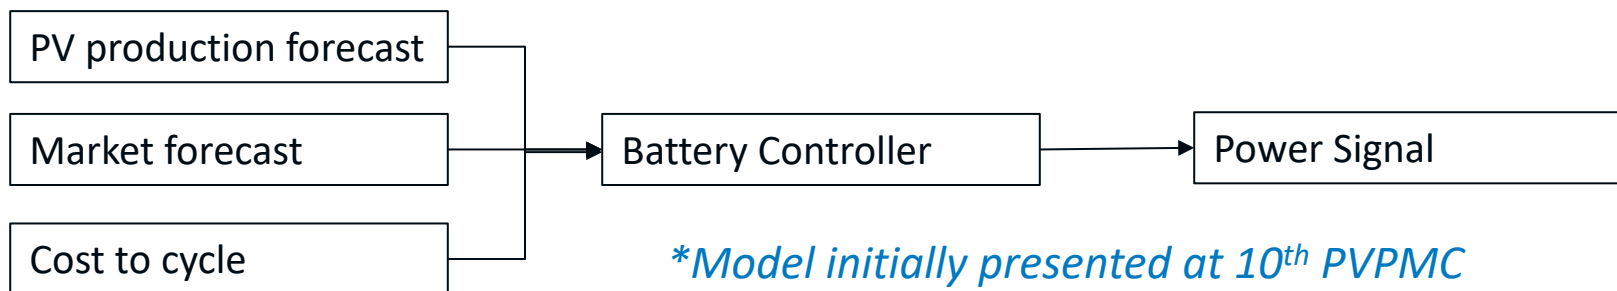 PV production forecast
Market forecast
Cost to cycle
Battery Controller
Power Signal
*Model initially presented at 10th PVPMC